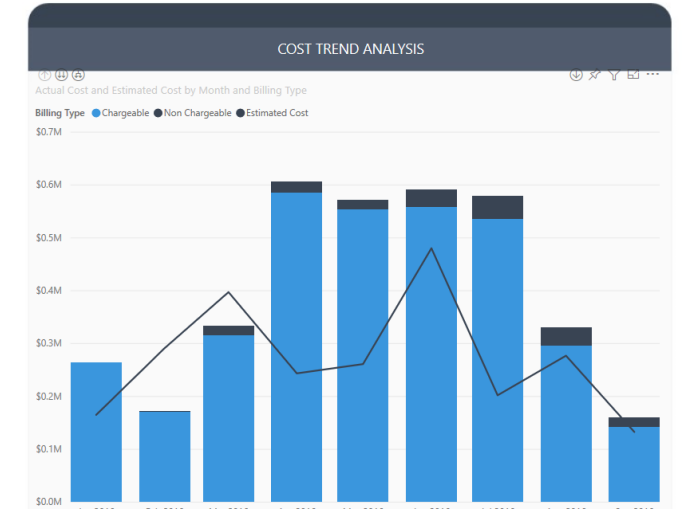 COST TREND ANALYSIS
Actual Cost and Estimated Cost by Month and Billing Type
Billing Type Chargeable Non Chargeable Estimated Cost
$0.7M
$0.6M
$0.5M
$0.4M
$0.3M
$0.2M
$0.1M
$0.0M